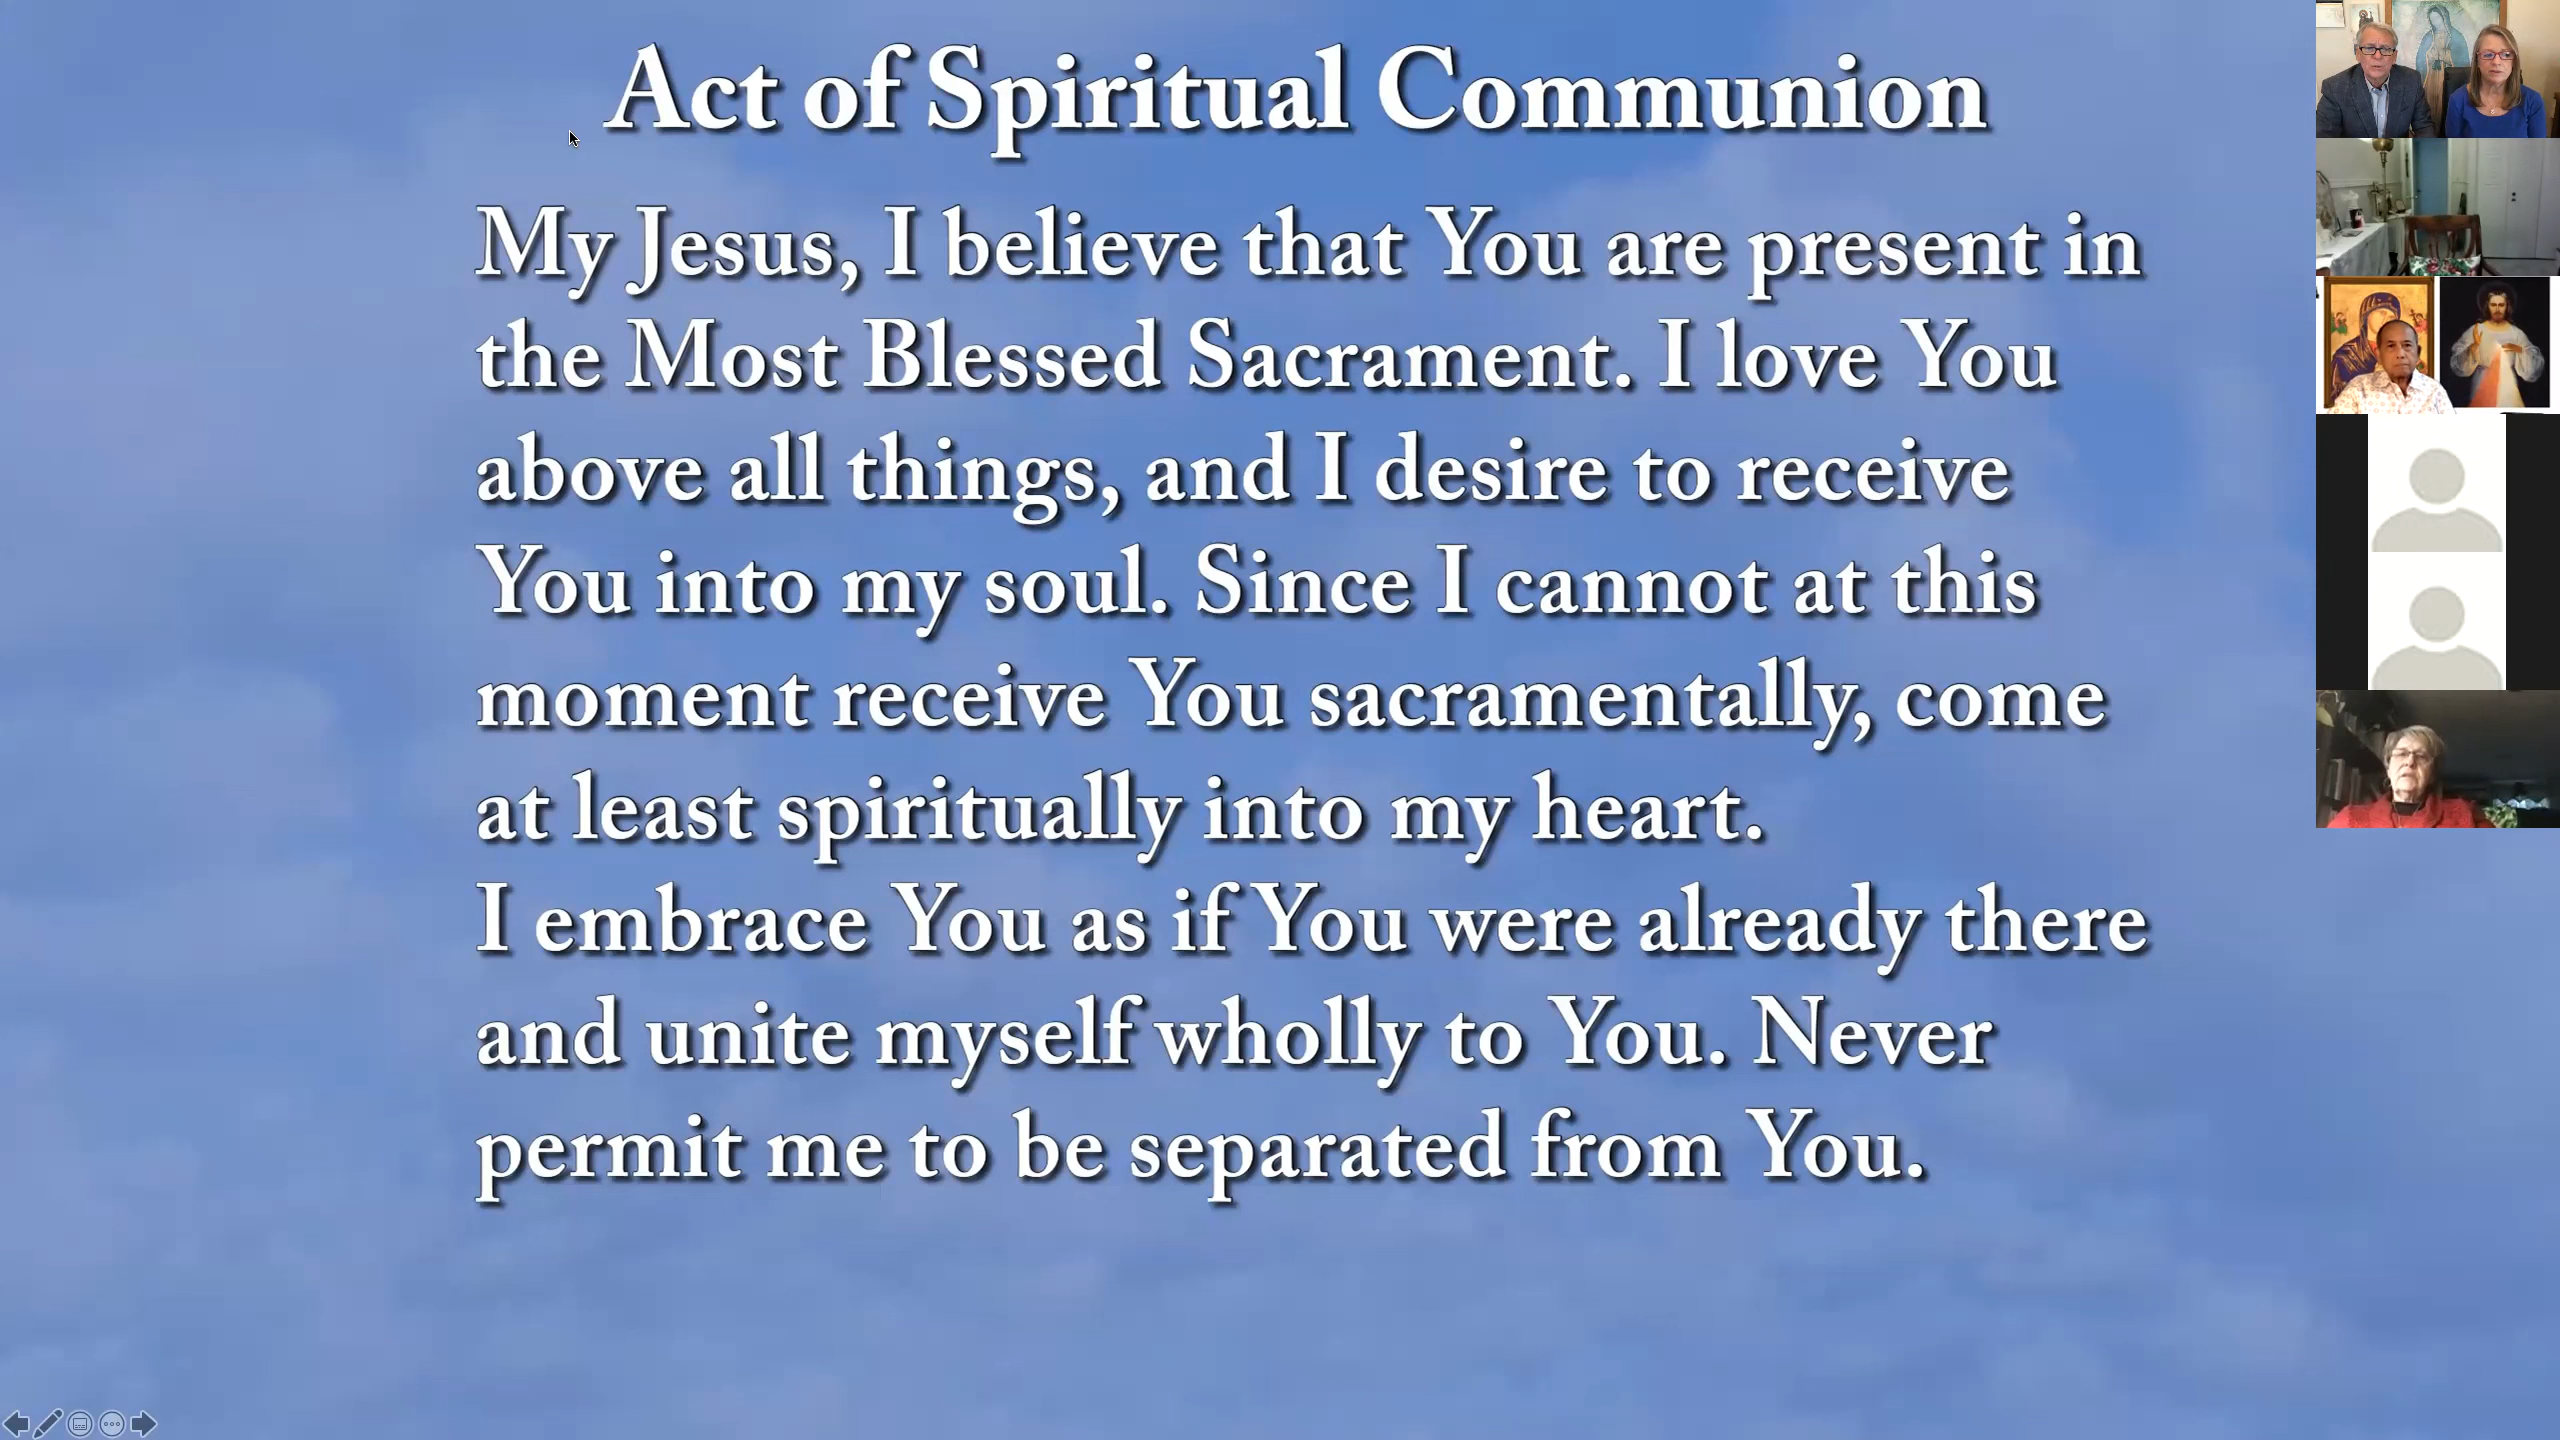 Act of Spiritual Communion
My Jesus, I believe that You are present in
the Most Blessed Sacrament. I love You
above all things, and I desire to receive
You into my soul. Since I cannot at this
moment receive You sacramentally, come
at least spiritually into my heart.
I embrace You as if You were already there
and unite myself wholly to You. Never
permit me to be separated from You.